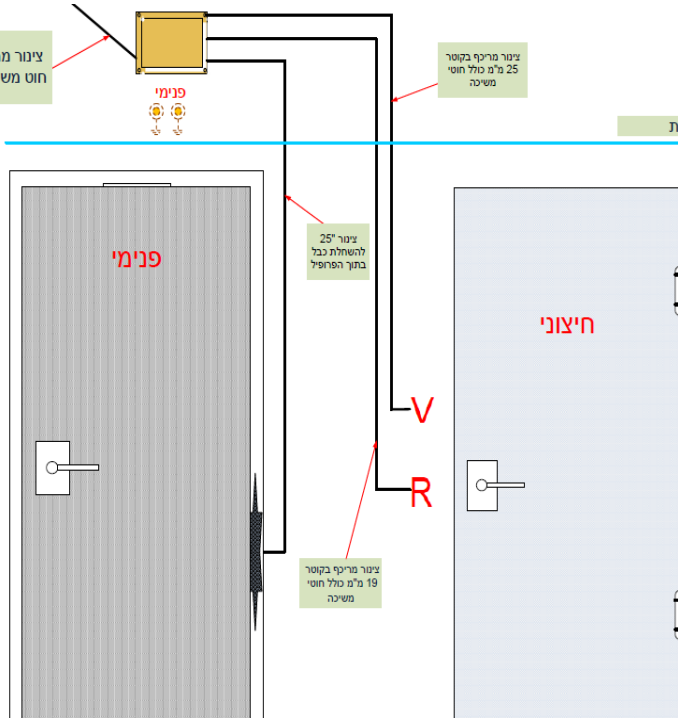 צינור
חוט
צינור מריכף בקוטר
25 מ"מ כולל חוטי
משיכה
פנימי
צינור "25
להשחלת כבל
בתוך הפרופיל
פנימי
חיצוני
V
R
צינור מריכף בקוטר
19 מ"מ כולל חוטי
משיכה